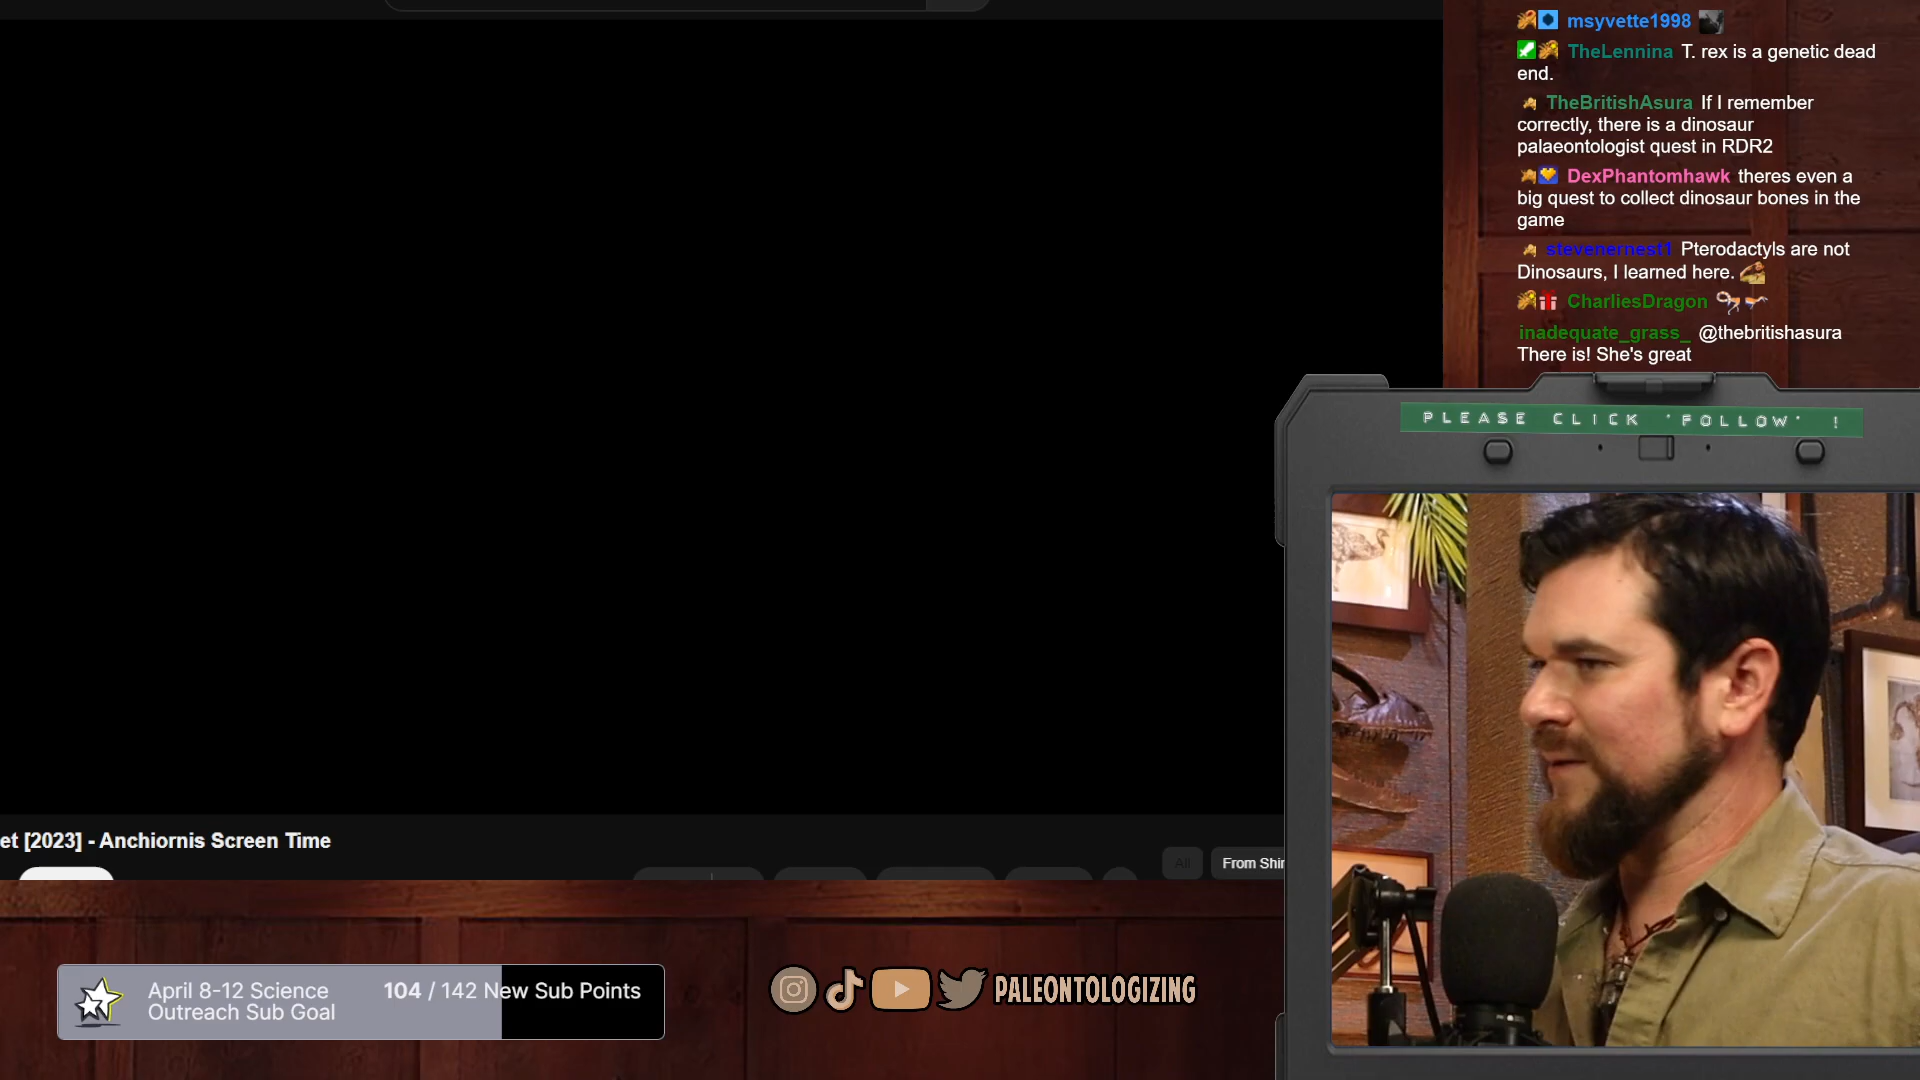 msyvette1998
TheLennina T. rex is a genetic dead
end.
TheBritishAsura If I remember
correctly, there is a dinosaur
palaeontologist quest in RDR2
DexPhantomhawk theres even a
big quest to collect dinosaur bones in the
game
stevenernest1 Pterodactyls are not
Dinosaurs, I learned here.
CharliesDragon
inadequate_grass_ @thebritishasura
There is! She's great
PLEASE CLICK 'FOLLOW' !
et [2023] - Anchiornis Screen Time
All
From Shir
April 8-12 Science
Outreach Sub Goal
104 / 142 New Sub Points
PALEONTOLOGIZING